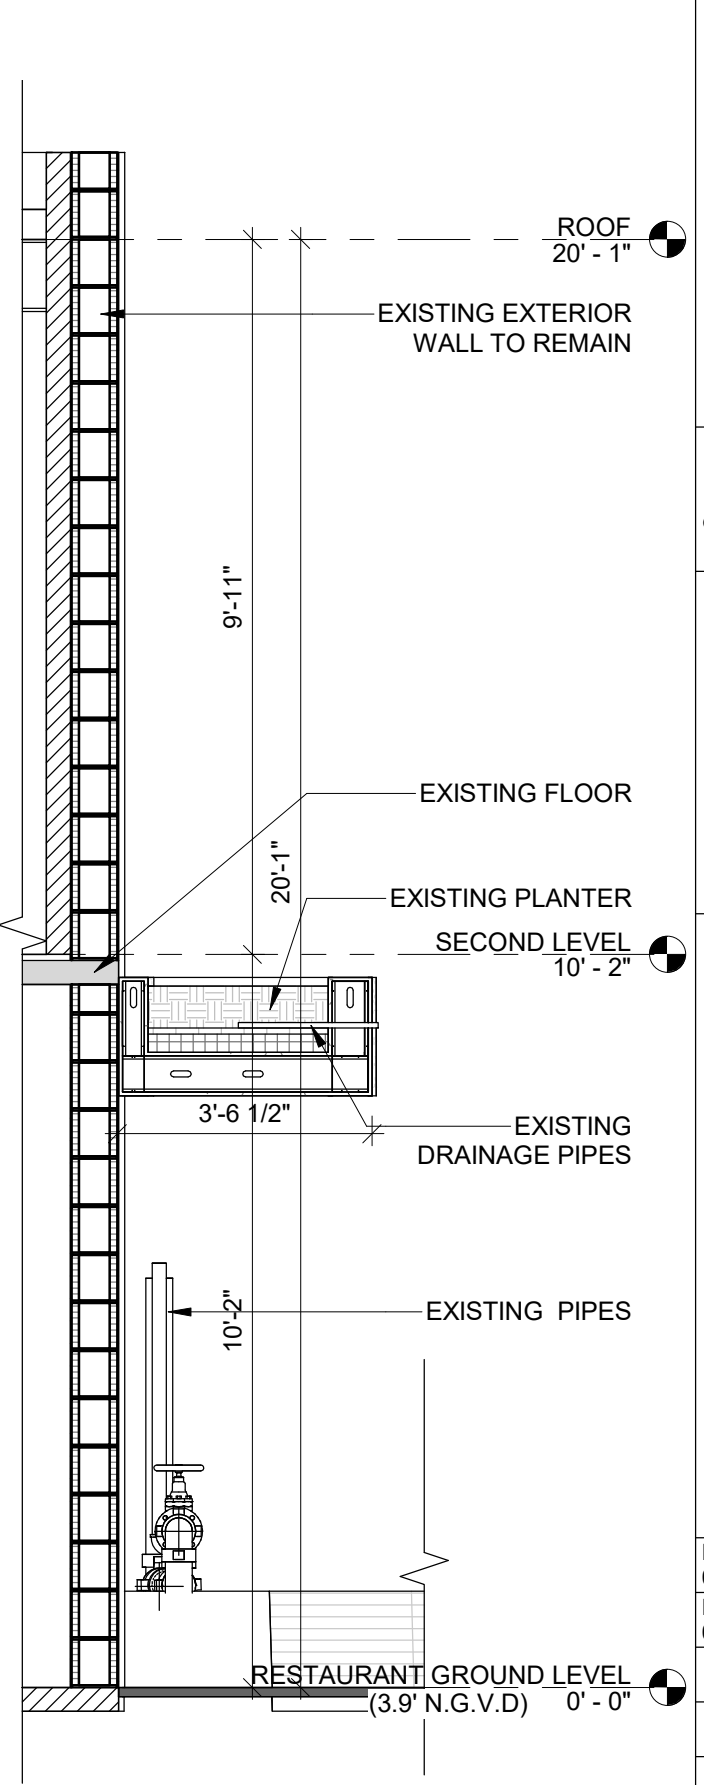 ROOF
20' - 1"
EXISTING EXTERIOR
WALL TO REMAIN
9'-11"
EXISTING FLOOR
20'-1"
EXISTING PLANTER
SECOND LEVEL
10' - 2"
3'-6 1/2"
EXISTING
DRAINAGE PIPES
10'-2"
EXISTING PIPES
RESTAURANT GROUND LEVEL
(3.9' N.G.V.D) 0' - 0"